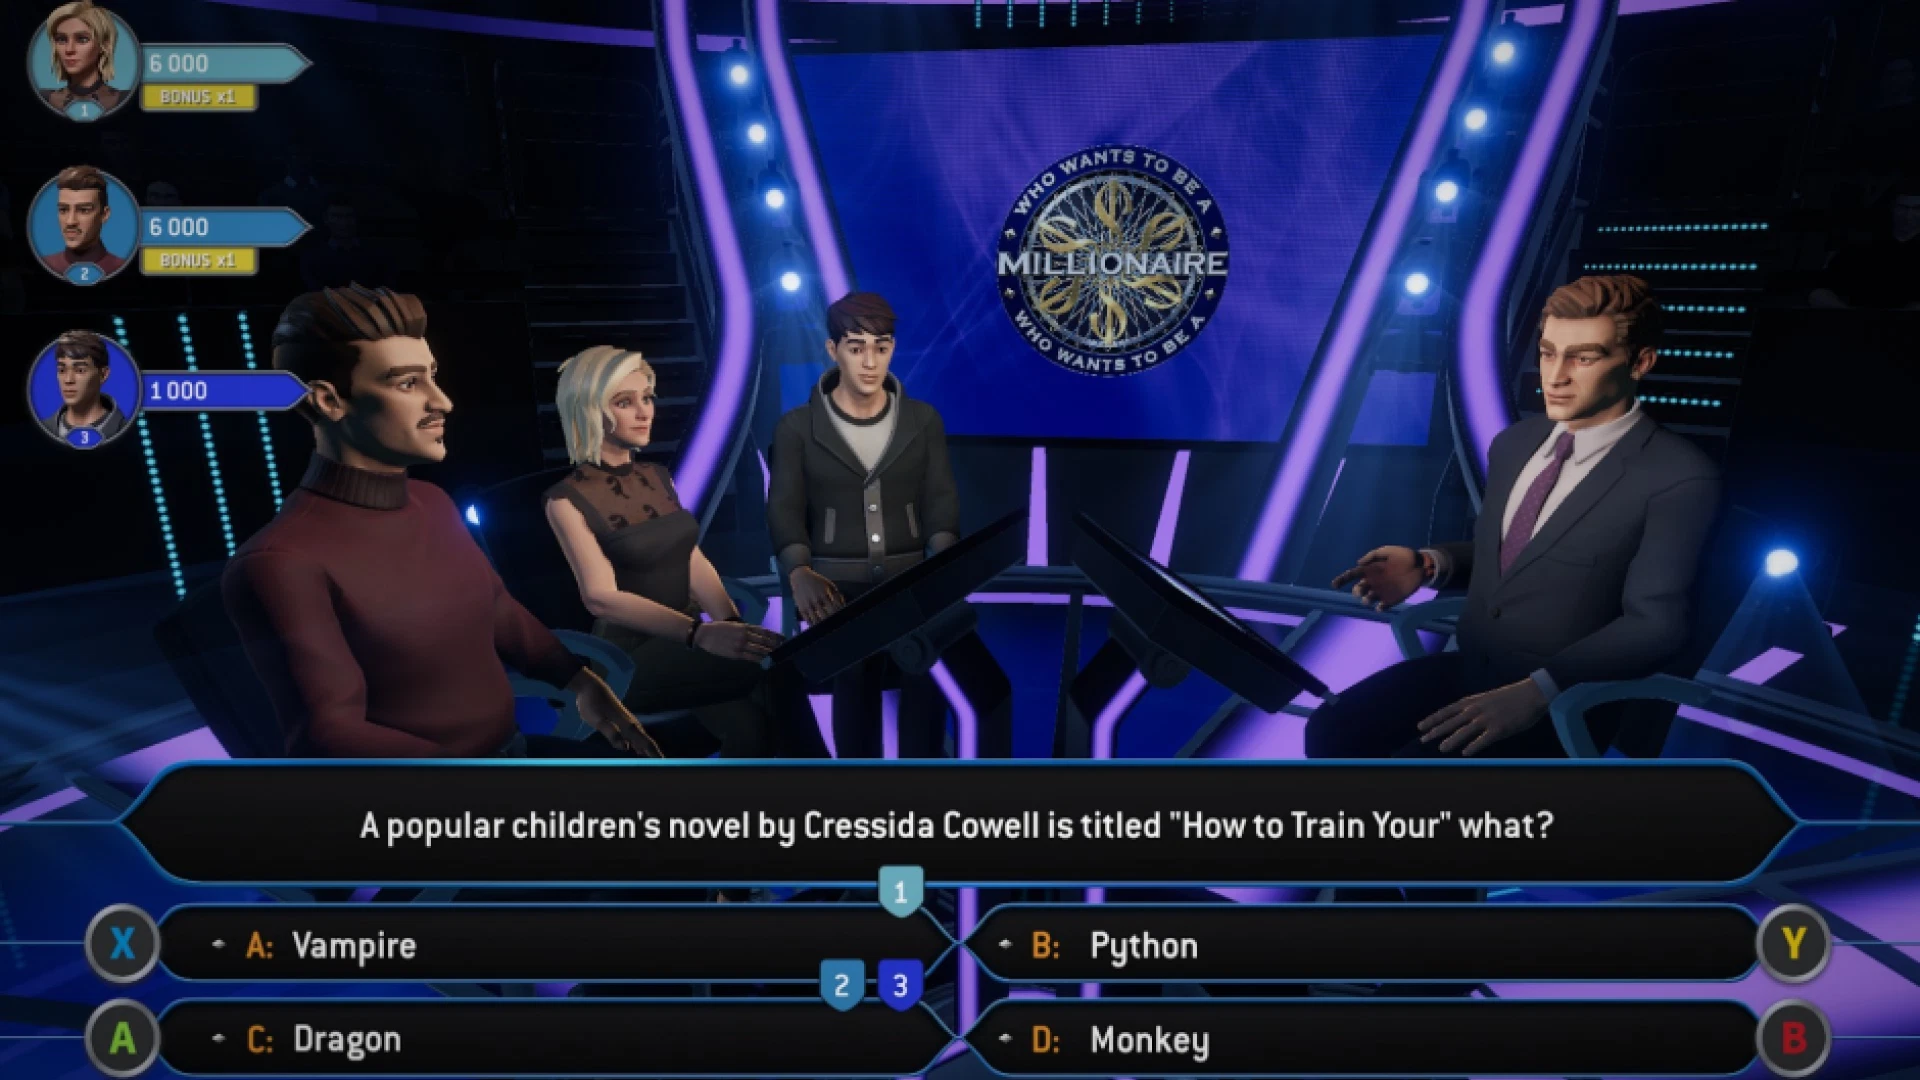 6 000
BONUS x1
1
6 000
BONUS x1
2
1 000
3
WHO WANTS TO BE A
MILLIONAIRE
WHO WANTS TO BE A
A popular children's novel by Cressida Cowell is titled "How to Train Your" what?
1
X A: Vampire
B: Python Y
2 3
A C: Dragon
D: Monkey B